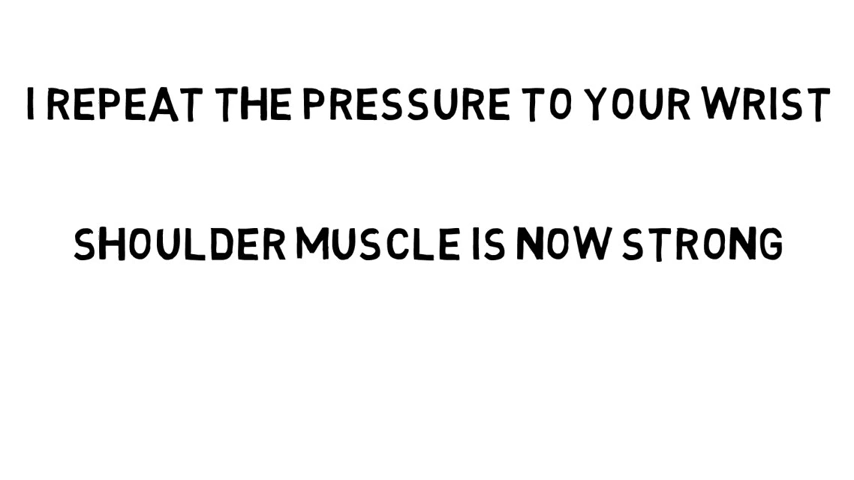 I REPEAT THE PRESSURE TO YOUR WRIST
SHOULDER MUSCLE IS NOW STRONG